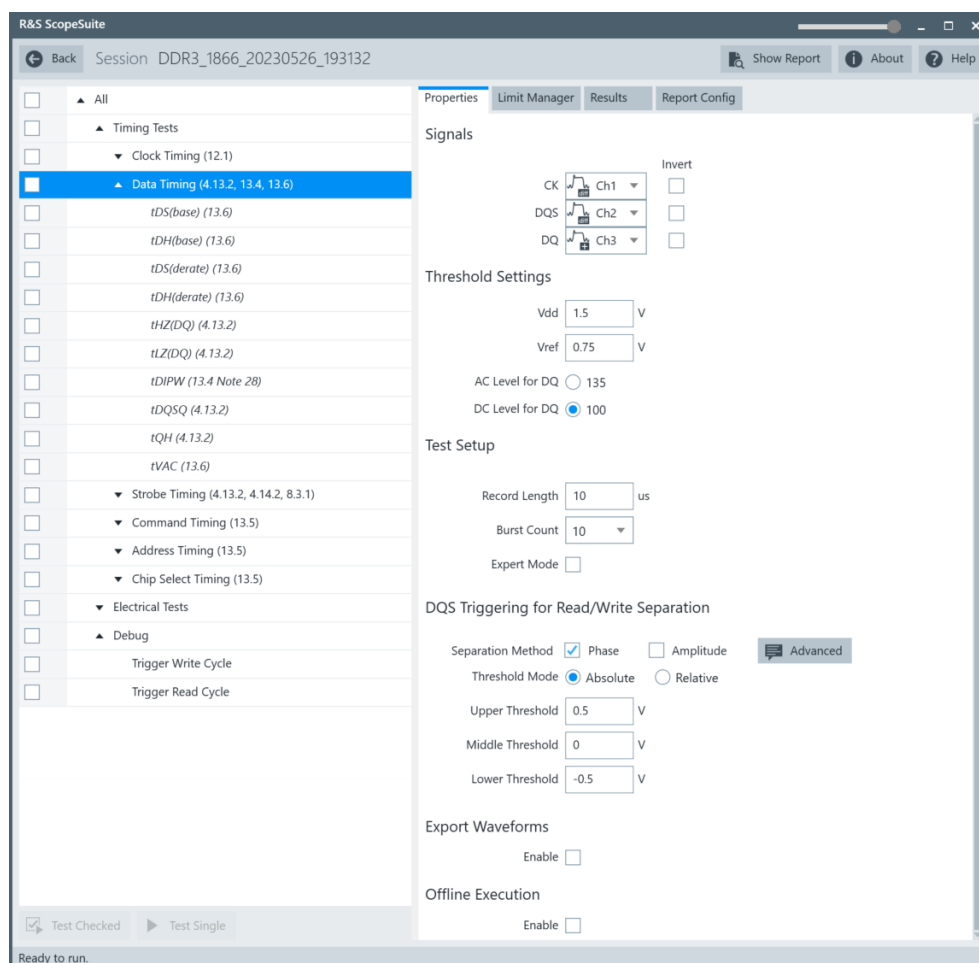 R&S ScopeSuite
Back Session DDR3_1866_20230526_193132 Show Report About Help
All
Timing Tests
Clock Timing (12.1)
Data Timing (4.13.2, 13.4, 13.6)
tDS(base) (13.6)
tDH(base) (13.6)
tDS(derate) (13.6)
tDH(derate) (13.6)
tHZ(DQ) (4.13.2)
tLZ(DQ) (4.13.2)
tDIPW (13.4 Note 28)
tDQSQ (4.13.2)
tQH (4.13.2)
tVAC (13.6)
Strobe Timing (4.13.2, 4.14.2, 8.3.1)
Command Timing (13.5)
Address Timing (13.5)
Chip Select Timing (13.5)
Electrical Tests
Debug
Trigger Write Cycle
Trigger Read Cycle
Test Checked Test Single
Properties Limit Manager Results Report Config
Signals
Invert
CK diff Ch1
DQS diff Ch2
DQ Ch3
Threshold Settings
Vdd 1.5 V
Vref 0.75 V
AC Level for DQ 135
DC Level for DQ 100
Test Setup
Record Length 10 us
Burst Count 10
Expert Mode
DQS Triggering for Read/Write Separation
Separation Method Phase Amplitude Advanced
Threshold Mode Absolute Relative
Upper Threshold 0.5 V
Middle Threshold 0 V
Lower Threshold -0.5 V
Export Waveforms
Enable
Offline Execution
Enable
Ready to run.